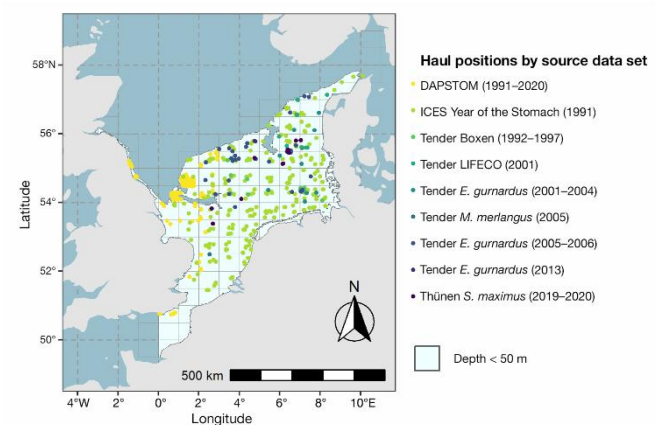 Haul positions by source data set
DAPSTOM (1991–2020)
ICES Year of the Stomach (1991)
Tender Boxen (1992–1997)
Tender LIFECO (2001)
Tender E. gurnardus (2001–2004)
Tender M. merlangus (2005)
Tender E. gurnardus (2005–2006)
Tender E. gurnardus (2013)
Thünen S. maximus (2019–2020)
Depth < 50 m
58°N
56°
54°
52°
50°
Latitude
N
500 km
4°W 2° 0° 2° 4° 6° 8° 10°E
Longitude